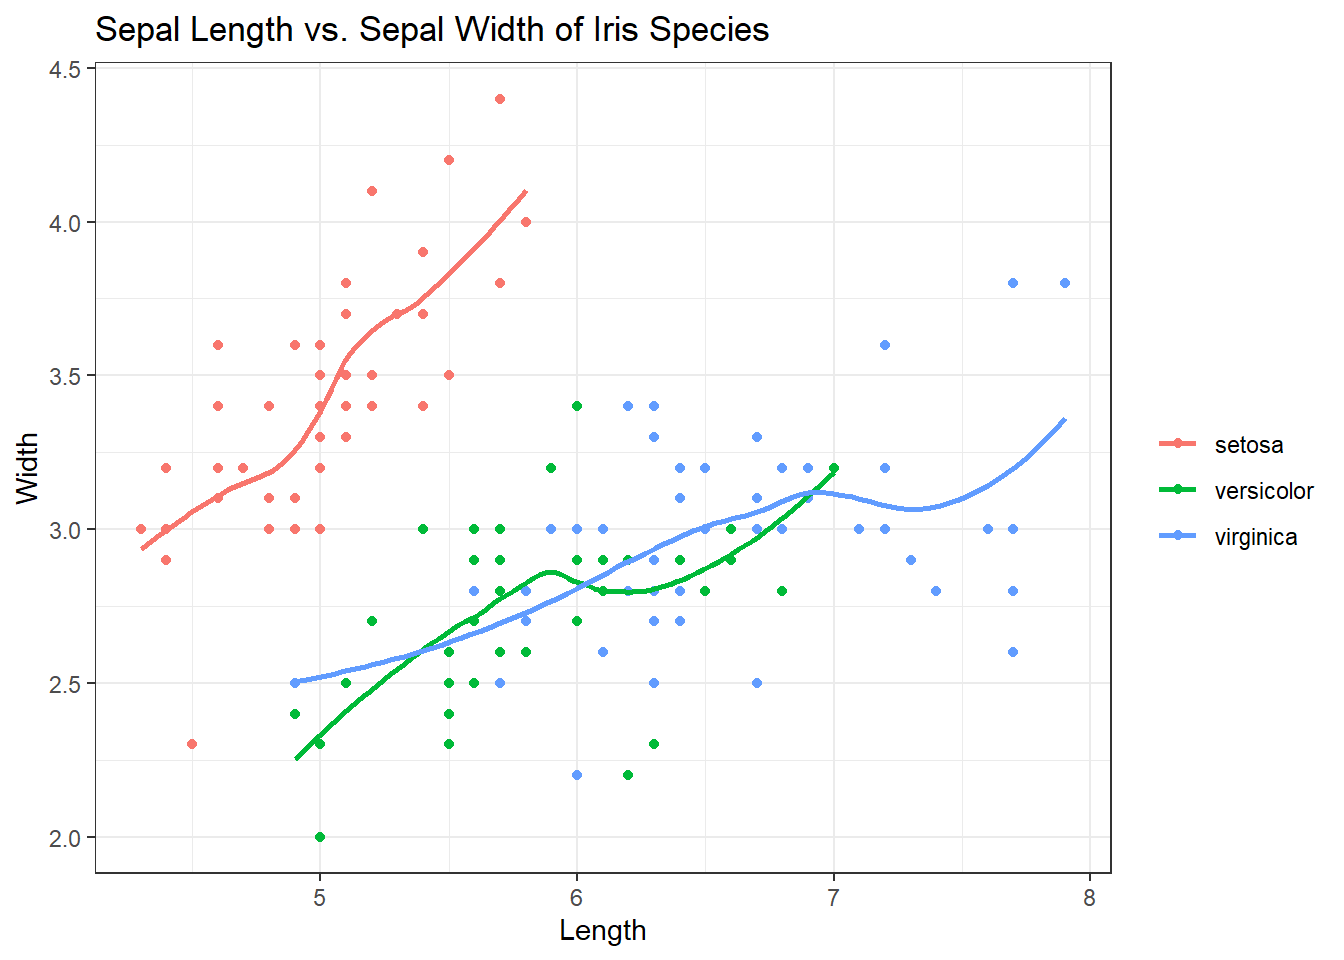 Sepal Length vs. Sepal Width of Iris Species
4.5
4.0
3.5
3.0
2.5
2.0
Width
5 6 7 8
Length
setosa
versicolor
virginica